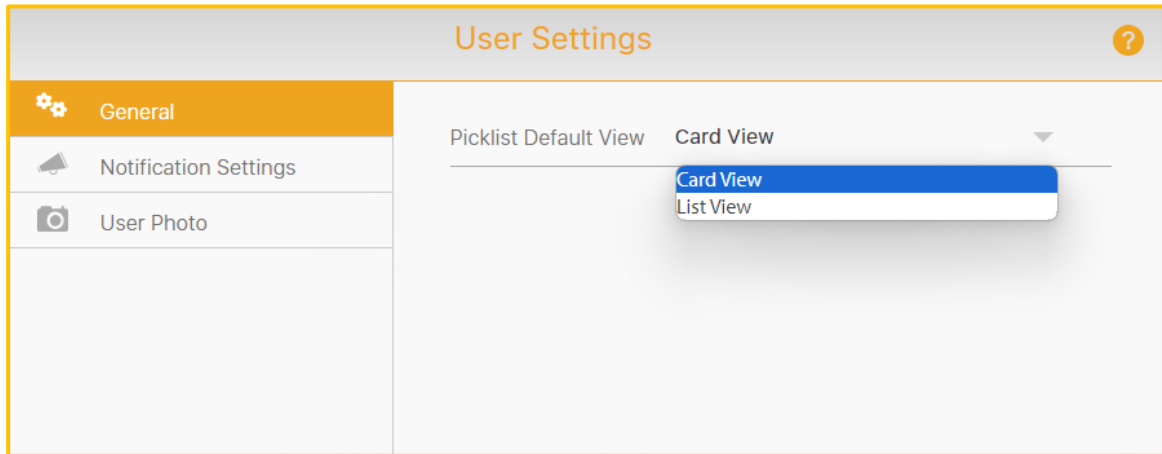 User Settings
?
General
Notification Settings
User Photo
Picklist Default View Card View
Card View
List View